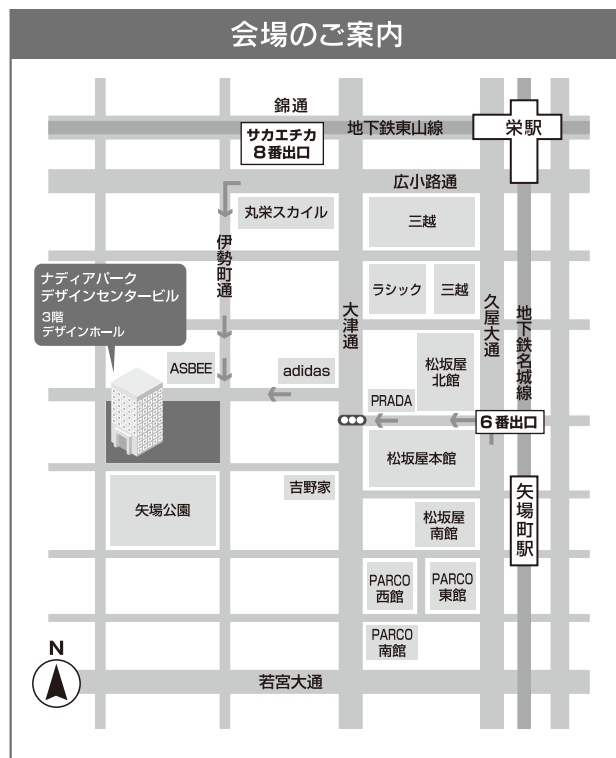 会場のご案内
錦通
サカエチカ
8番出口
地下鉄東山線
栄駅
広小路通
丸栄スカイル
三越
伊勢町通
ナディアパーク
デザインセンタービル
3階
デザインホール
ラシック
三越
大津通
久屋大通
地下鉄名城線
ASBEE
adidas
松坂屋
北館
PRADA
6番出口
松坂屋本館
矢場公園
吉野家
松坂屋
南館
矢場町駅
PARCO
西館
PARCO
東館
PARCO
南館
N
若宮大通